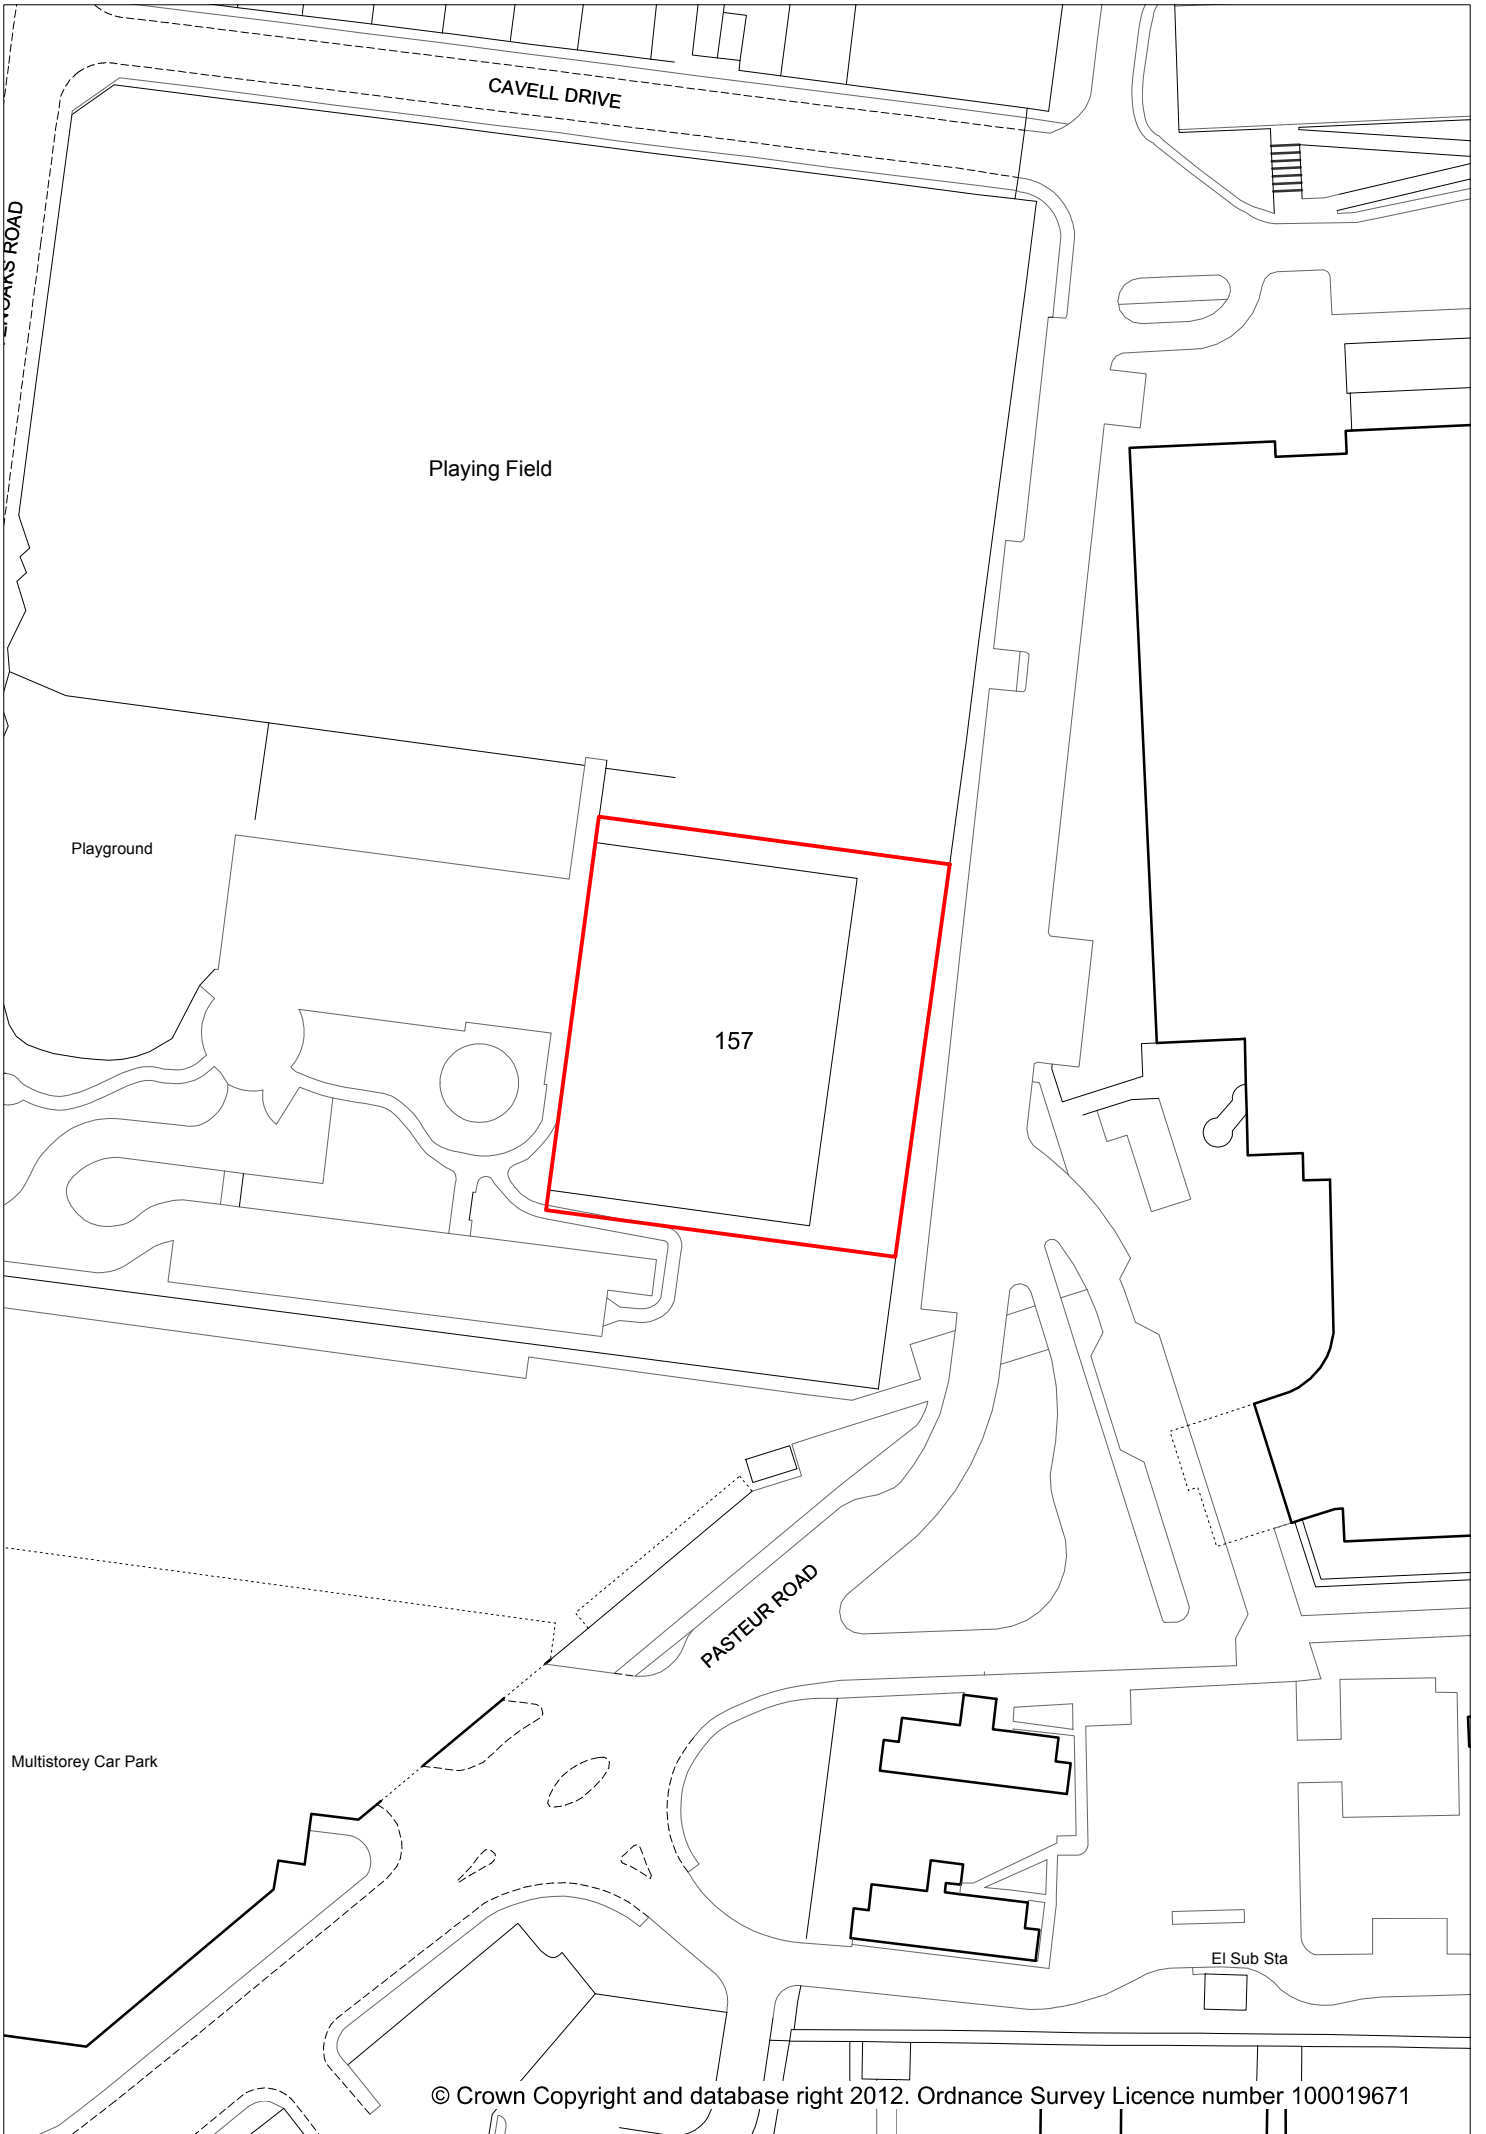 CAVELL DRIVE
ROAD
Playing Field
Playground
157
PASTEUR ROAD
Multistorey Car Park
El Sub Sta
© Crown Copyright and database right 2012. Ordnance Survey Licence number 100019671